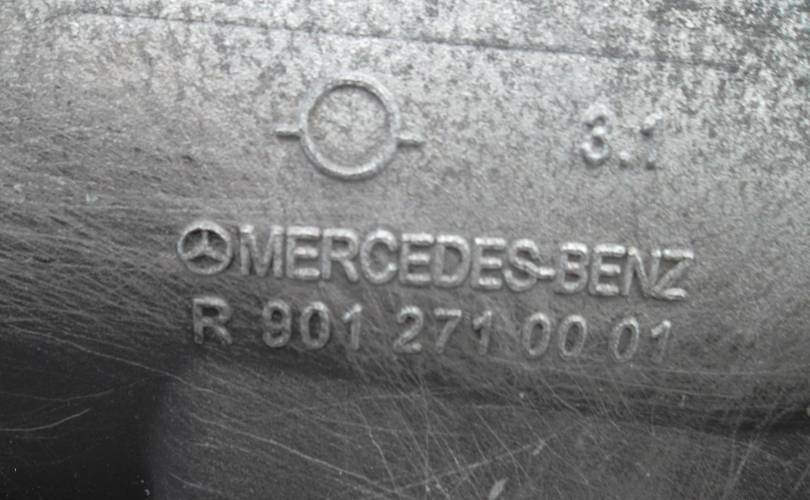 3.1
MERCEDES-BENZ
R 901 271 00 01